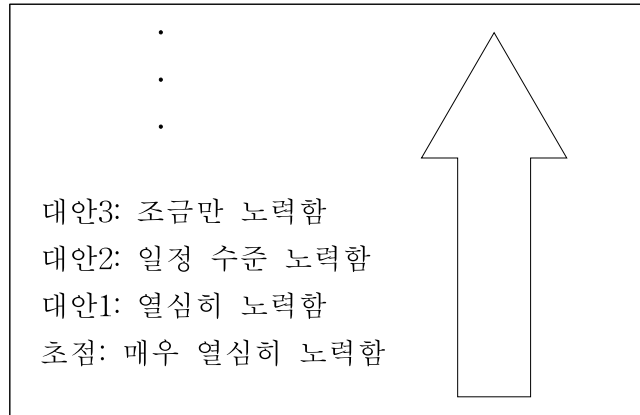 .
.
.
대안3: 조금만 노력함
대안2: 일정 수준 노력함
대안1: 열심히 노력함
초점: 매우 열심히 노력함